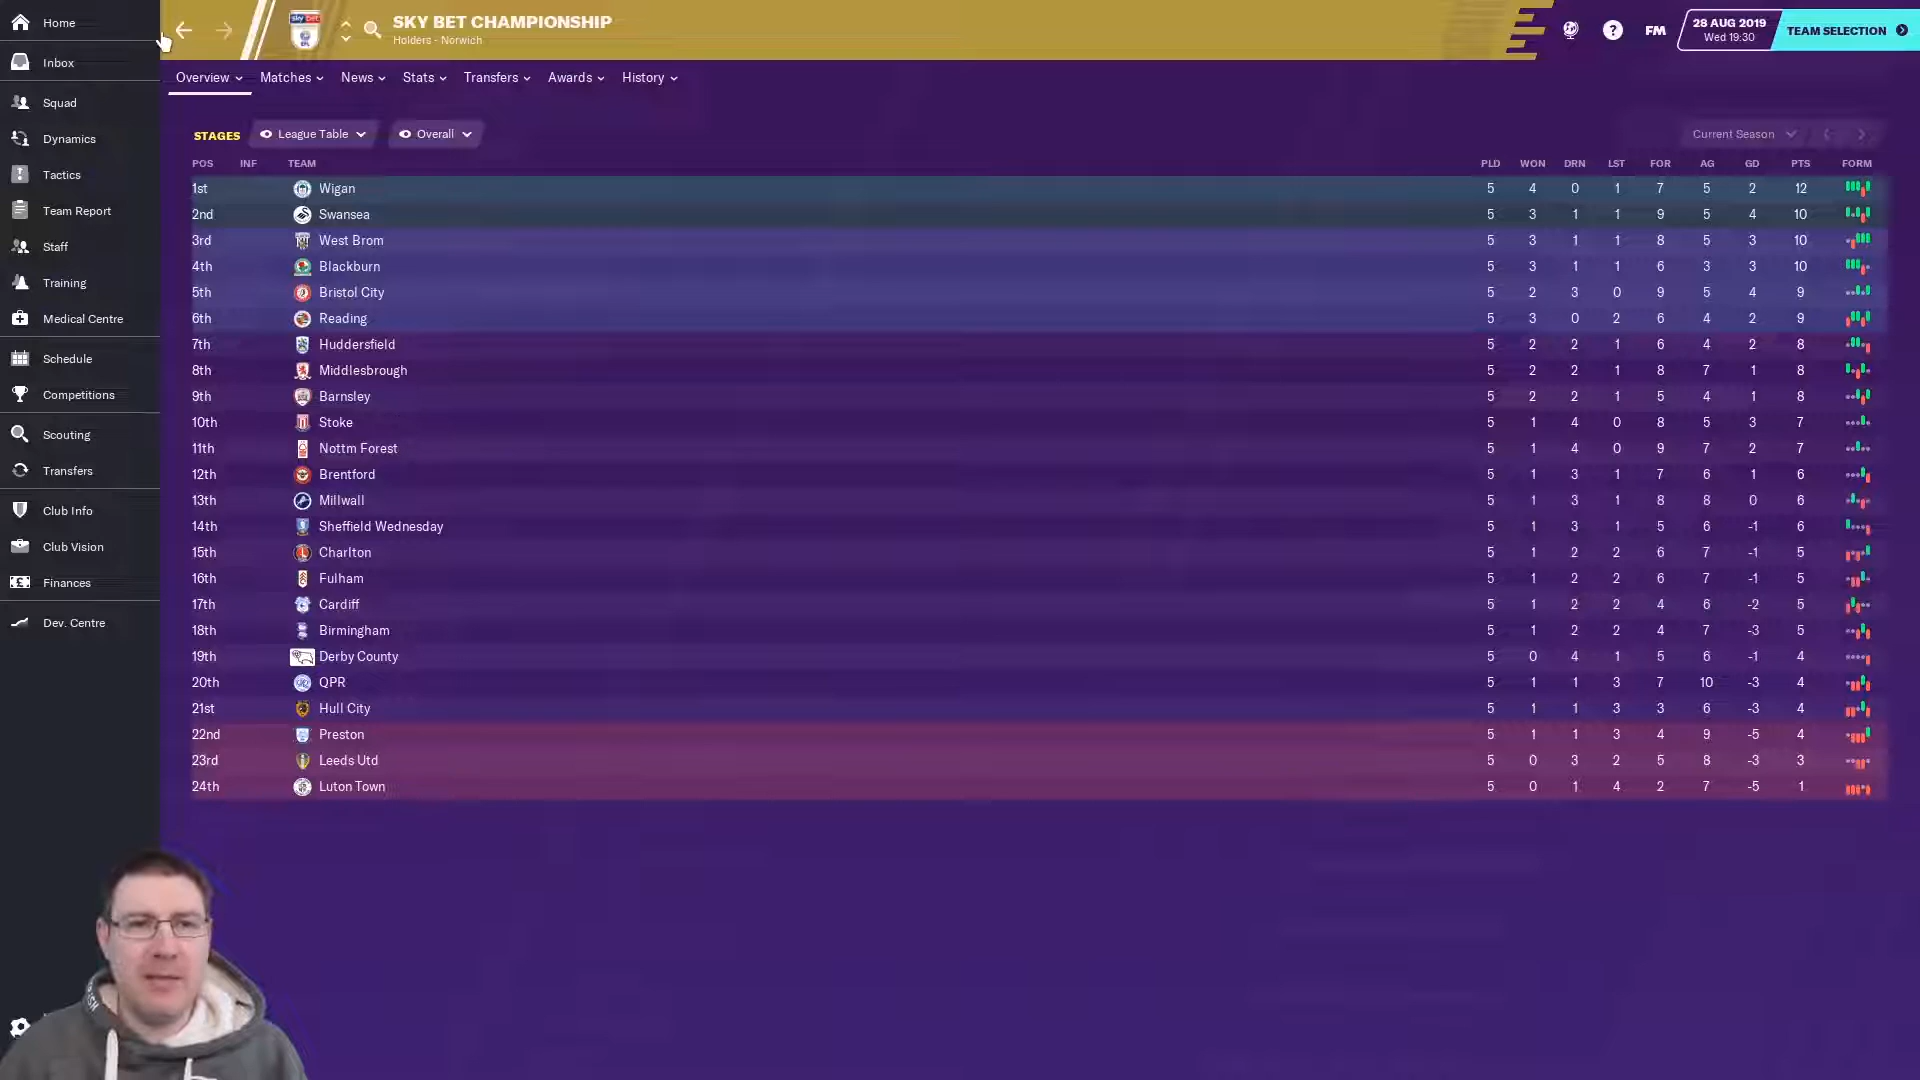 Home
Inbox
Squad
Dynamics
Tactics
Team Report
Staff
Training
Medical Centre
Schedule
Competitions
Scouting
Transfers
Club Info
Club Vision
Finances
Dev. Centre
sky bet
EFL
SKY BET CHAMPIONSHIP
Holders - Norwich
FM
28 AUG 2019
Wed 19:30
TEAM SELECTION
Overview Matches News Stats Transfers Awards History
STAGES League Table Overall Current Season
POS INF TEAM PLD WON DRN LST FOR AG GD PTS FORM
1st Wigan 5 4 0 1 7 5 2 12
2nd Swansea 5 3 1 1 9 5 4 10
3rd West Brom 5 3 1 1 8 5 3 10
4th Blackburn 5 3 1 1 6 3 3 10
5th Bristol City 5 2 3 0 9 5 4 9
6th Reading 5 3 0 2 6 4 2 9
7th Huddersfield 5 2 2 1 6 4 2 8
8th Middlesbrough 5 2 2 1 8 7 1 8
9th Barnsley 5 2 2 1 5 4 1 8
10th Stoke 5 1 4 0 8 5 3 7
11th Nottm Forest 5 1 4 0 9 7 2 7
12th Brentford 5 1 3 1 7 6 1 6
13th Millwall 5 1 3 1 8 8 0 6
14th Sheffield Wednesday 5 1 3 1 5 6 -1 6
15th Charlton 5 1 2 2 6 7 -1 5
16th Fulham 5 1 2 2 6 7 -1 5
17th Cardiff 5 1 2 2 4 6 -2 5
18th Birmingham 5 1 2 2 4 7 -3 5
19th Derby County 5 0 4 1 5 6 -1 4
20th QPR 5 1 1 3 7 10 -3 4
21st Hull City 5 1 1 3 3 6 -3 4
22nd Preston 5 1 1 3 4 9 -5 4
23rd Leeds Utd 5 0 3 2 5 8 -3 3
24th Luton Town 5 0 1 4 2 7 -5 1